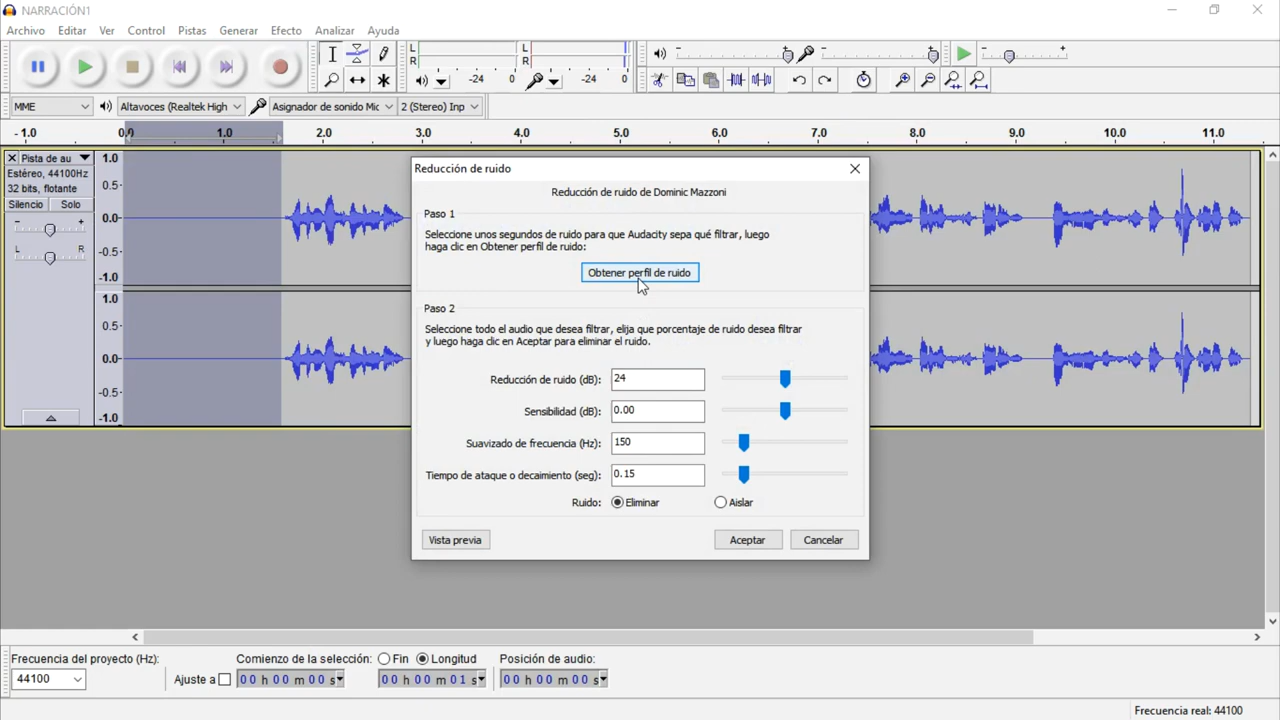 NARRACIÓN1
Archivo Editar Ver Control Pistas Generar Efecto Analizar Ayuda
L
R
-24 0
L
R
-24 0
MME
Altavoces (Realtek High
Asignador de sonido Mic
2 (Stereo) Inp
- 1.0 0.0 1.0 2.0 3.0 4.0 5.0 6.0 7.0 8.0 9.0 10.0 11.0
Pista de au
Estéreo, 44100Hz
32 bits, flotante
Silencio Solo
- +
L R
1.0
0.5
0.0
-0.5
-1.0
1.0
0.5
0.0
-0.5
-1.0
Reducción de ruido
Reducción de ruido de Dominic Mazzoni
Paso 1
Seleccione unos segundos de ruido para que Audacity sepa qué filtrar, luego
haga clic en Obtener perfil de ruido:
Obtener perfil de ruido
Paso 2
Seleccione todo el audio que desea filtrar, elija que porcentaje de ruido desea filtrar
y luego haga clic en Aceptar para eliminar el ruido.
Reducción de ruido (dB): 24
Sensibilidad (dB): 0.00
Suavizado de frecuencia (Hz): 150
Tiempo de ataque o decaimiento (seg): 0.15
Ruido: Eliminar Aislar
Vista previa Aceptar Cancelar
Frecuencia del proyecto (Hz):
44100
Ajuste a
Comienzo de la selección:
Fin Longitud
Posición de audio:
00 h 00 m 00 s
00 h 00 m 01 s
00 h 00 m 00 s
Frecuencia real: 44100